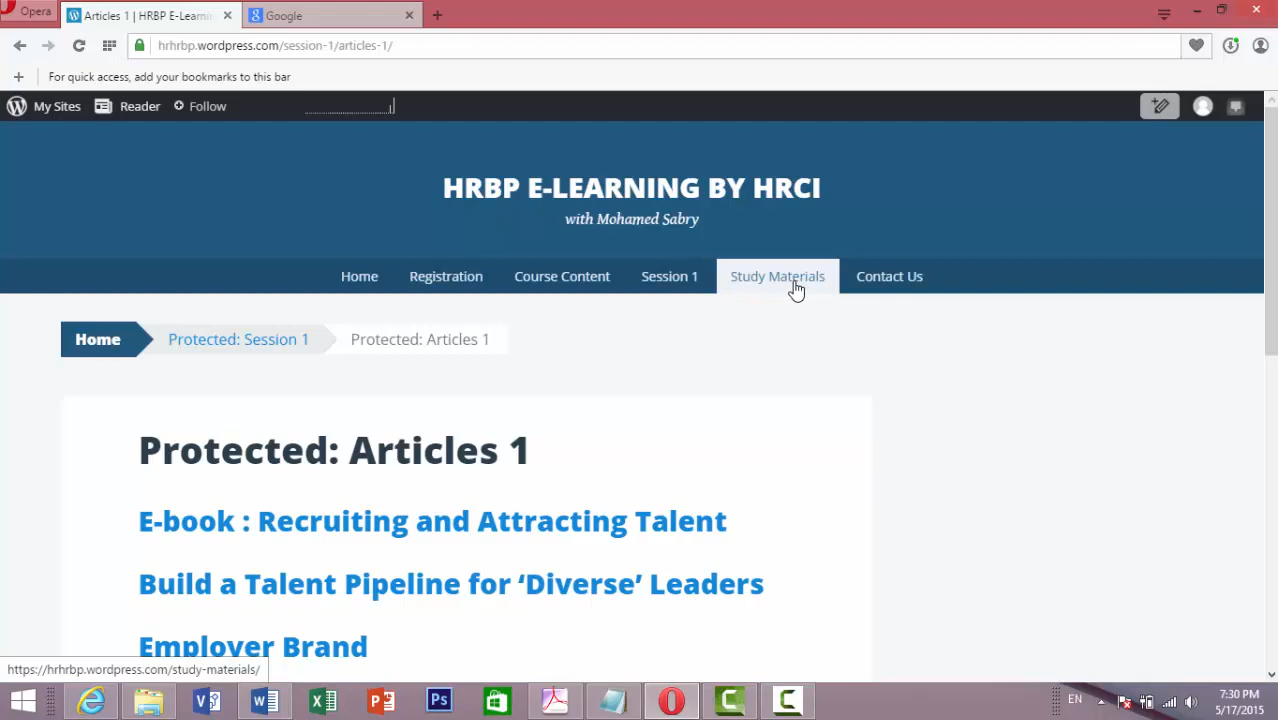 Opera
Articles 1 | HRBP E-Learnin
Google
hrhrbp.wordpress.com/session-1/articles-1/
For quick access, add your bookmarks to this bar
My Sites
Reader
Follow
HRBP E-LEARNING BY HRCI
with Mohamed Sabry
Home
Registration
Course Content
Session 1
Study Materials
Contact Us
Home
Protected: Session 1
Protected: Articles 1
Protected: Articles 1
E-book : Recruiting and Attracting Talent
Build a Talent Pipeline for ‘Diverse’ Leaders
Employer Brand
https://hrhrbp.wordpress.com/study-materials/
Ps
EN
7:30 PM
5/17/2015